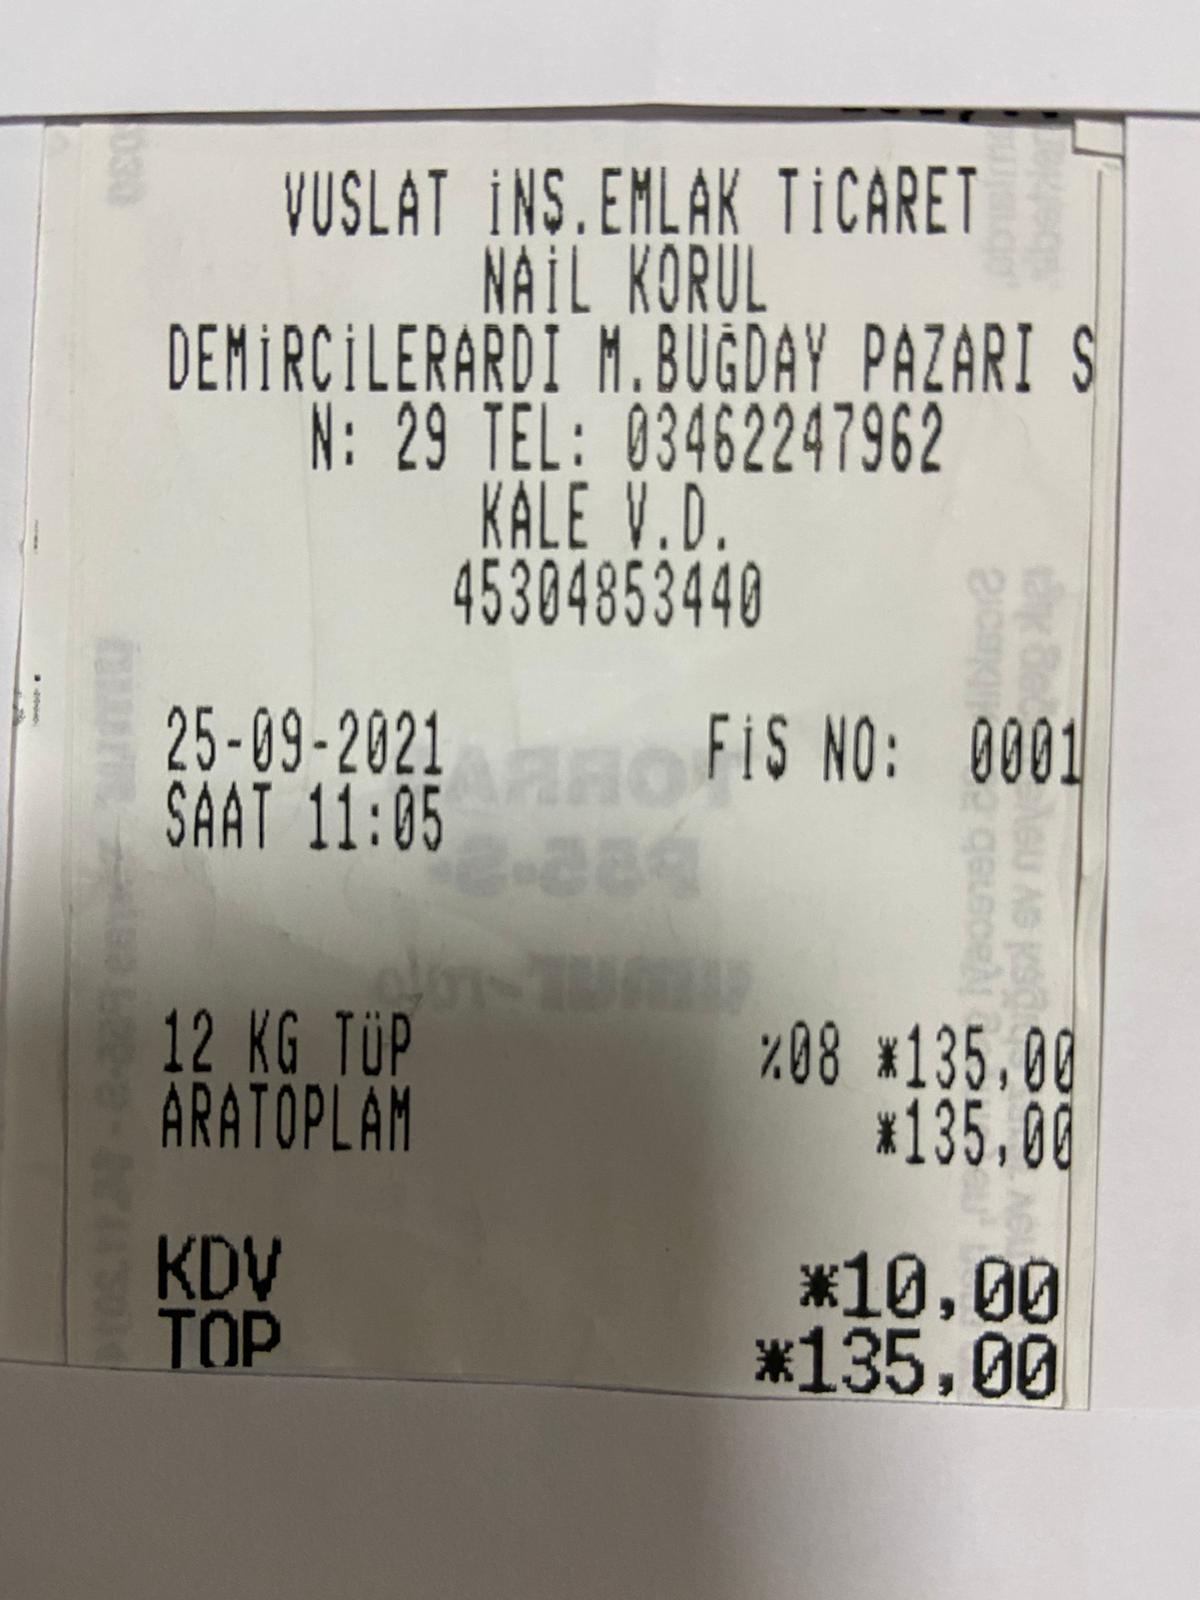 VUSLAT İNŞ.EMLAK TİCARET
NAİL KORUL
DEMİRCİLERARDI M.BUĞDAY PAZARI S
N: 29 TEL: 03462247962
KALE V.D.
45304853440
25-09-2021 FİŞ NO: 0001
SAAT 11:05
12 KG TÜP %08 *135,00
ARATOPLAM *135,00
KDV *10,00
TOP *135,00